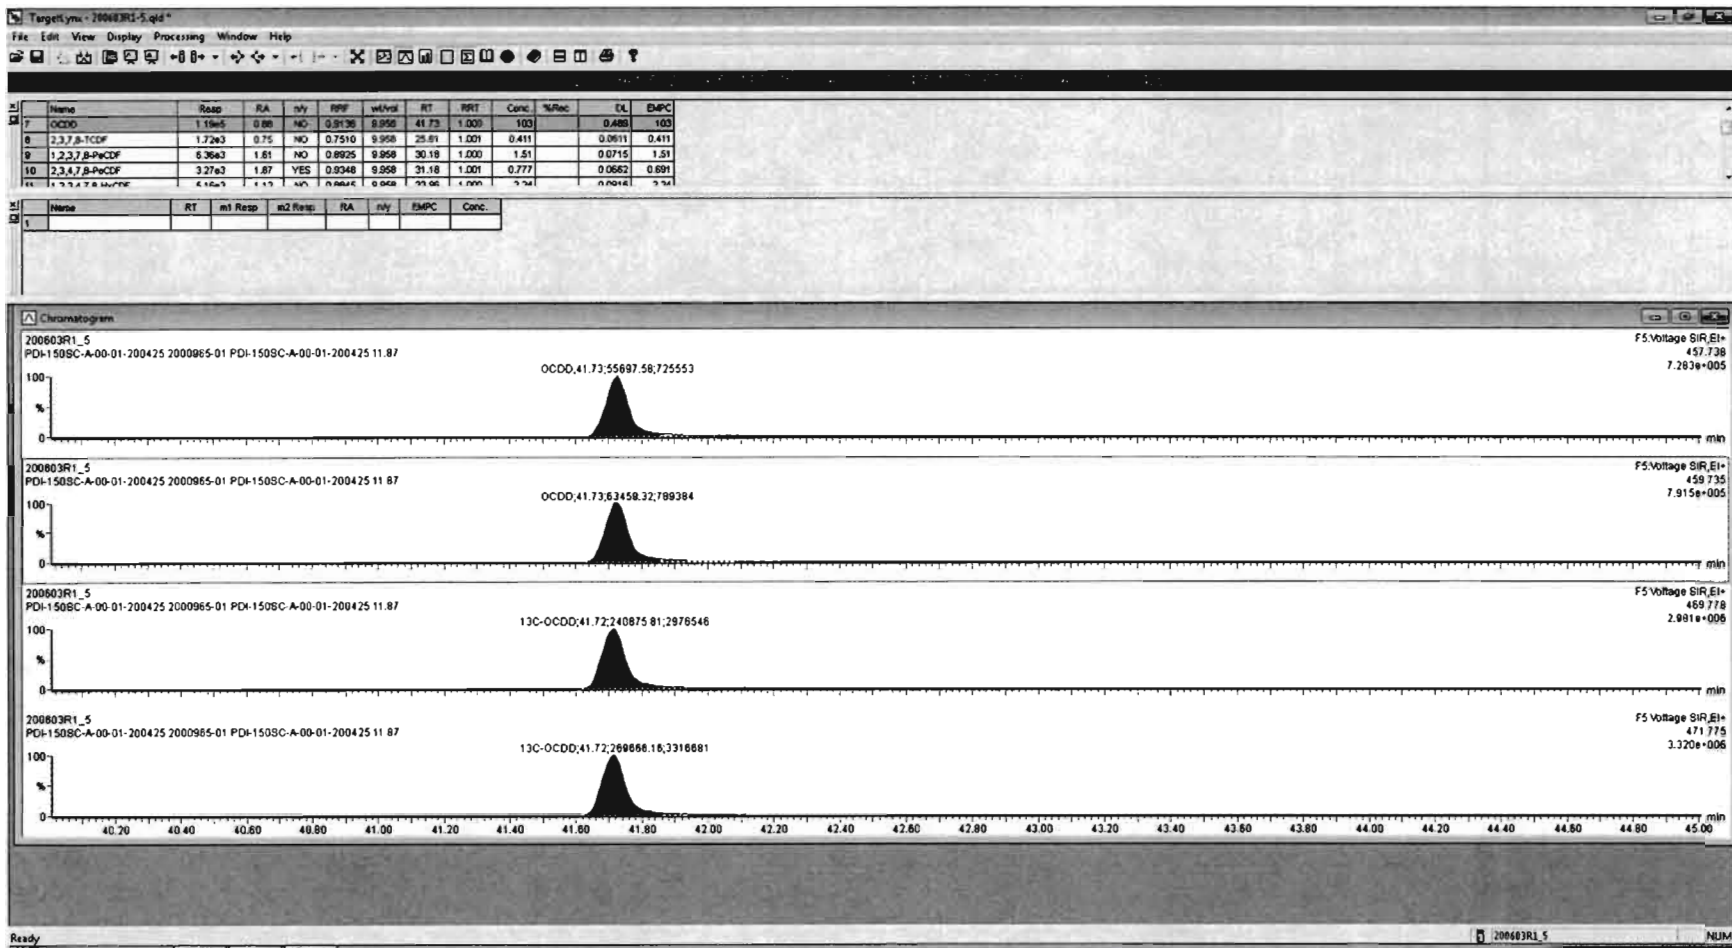 TargetLynx - 200603R1-5.qld *
File Edit View Display Processing Window Help
Name Resp RA n/y RRF wt/vol RT RRT Conc. %Rec DL EMPC
7 OCDD 1.19e5 0.88 NO 0.9136 9.958 41.73 1.000 103 0.488 103
8 2,3,7,8-TCDF 1.72e3 0.75 NO 0.7510 9.958 25.61 1.001 0.411 0.0611 0.411
9 1,2,3,7,8-PeCDF 6.36e3 1.61 NO 0.8925 9.958 30.18 1.000 1.51 0.0715 1.51
10 2,3,4,7,8-PeCDF 3.27e3 1.87 YES 0.9348 9.958 31.18 1.001 0.777 0.0662 0.691
Name RT m1 Resp m2 Resp RA n/y EMPC Conc.
1
Chromatogram
200603R1_5 F5:Voltage SIR,EI+
PDI-150SC-A-00-01-200425 2000965-01 PDI-150SC-A-00-01-200425 11.87 457.738
7.283e+005
OCDD;41.73;55697.58;725553
100
%
0
min
200603R1_5 F5:Voltage SIR,EI+
PDI-150SC-A-00-01-200425 2000965-01 PDI-150SC-A-00-01-200425 11.87 459.735
7.915e+005
OCDD;41.73;63459.32;789384
100
%
0
min
200603R1_5 F5:Voltage SIR,EI+
PDI-150SC-A-00-01-200425 2000965-01 PDI-150SC-A-00-01-200425 11.87 469.778
2.981e+006
13C-OCDD;41.72;240875.81;2976546
100
%
0
min
200603R1_5 F5:Voltage SIR,EI+
PDI-150SC-A-00-01-200425 2000965-01 PDI-150SC-A-00-01-200425 11.87 471.775
3.320e+006
13C-OCDD;41.72;269666.16;3316681
100
%
0
min
40.20 40.40 40.60 40.80 41.00 41.20 41.40 41.60 41.80 42.00 42.20 42.40 42.60 42.80 43.00 43.20 43.40 43.60 43.80 44.00 44.20 44.40 44.60 44.80 45.00
Ready 200603R1_5 NUM